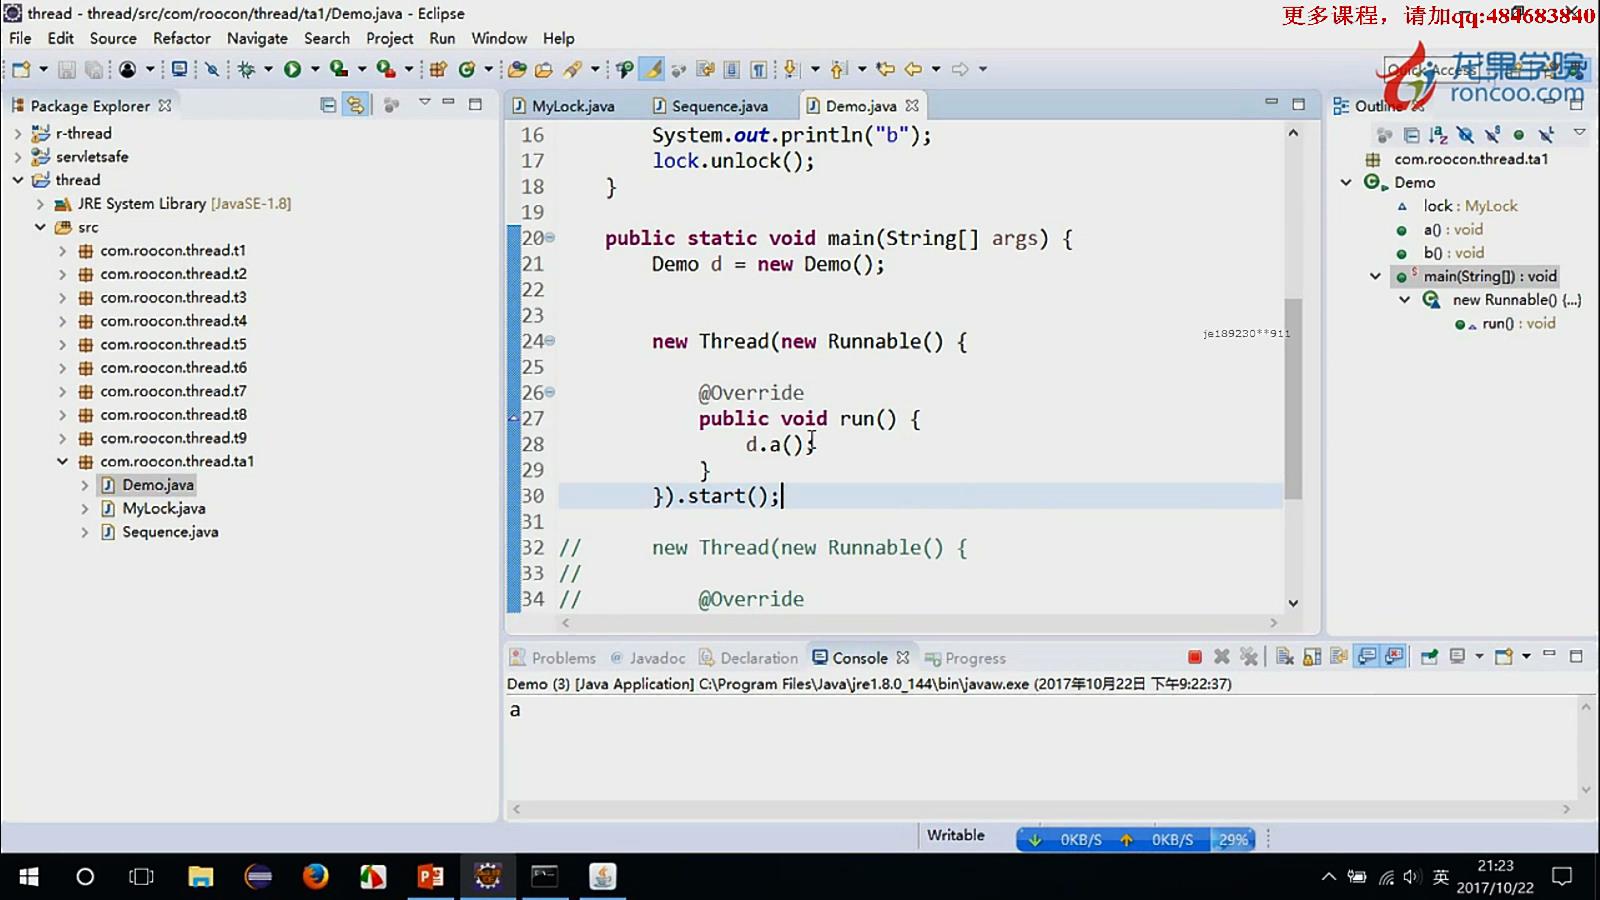 thread - thread/src/com/roocon/thread/ta1/Demo.java - Eclipse
更多课程，请加qq:484683840
File Edit Source Refactor Navigate Search Project Run Window Help
龙果学院
roncoo.com
Package Explorer
MyLock.java Sequence.java Demo.java
Outline
r-thread
servletsafe
thread
JRE System Library [JavaSE-1.8]
src
com.roocon.thread.t1
com.roocon.thread.t2
com.roocon.thread.t3
com.roocon.thread.t4
com.roocon.thread.t5
com.roocon.thread.t6
com.roocon.thread.t7
com.roocon.thread.t8
com.roocon.thread.t9
com.roocon.thread.ta1
Demo.java
MyLock.java
Sequence.java
16 System.out.println("b");
17 lock.unlock();
18 }
19
20 public static void main(String[] args) {
21 Demo d = new Demo();
22
23
24 new Thread(new Runnable() {
25
26 @Override
27 public void run() {
28 d.a();
29 }
30 }).start();
31
32 // new Thread(new Runnable() {
33 //
34 // @Override
je189230**911
com.roocon.thread.ta1
Demo
lock : MyLock
a() : void
b() : void
main(String[]) : void
new Runnable() {...}
run() : void
Problems Javadoc Declaration Console Progress
Demo (3) [Java Application] C:\Program Files\Java\jre1.8.0_144\bin\javaw.exe (2017年10月22日 下午9:22:37)
a
Writable
0KB/S 0KB/S 29%
英
21:23
2017/10/22